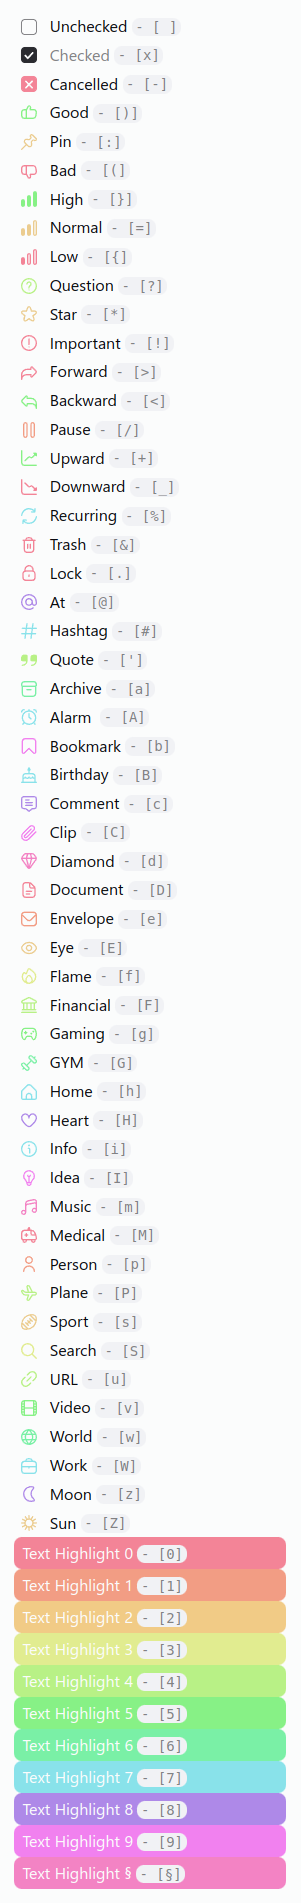 Unchecked - [ ]
Checked - [x]
Cancelled - [-]
Good - [)]
Pin - [:]
Bad - [(]
High - [}]
Normal - [=]
Low - [{]
Question - [?]
Star - [*]
Important - [!]
Forward - [>]
Backward - [<]
Pause - [/]
Upward - [+]
Downward - [_]
Recurring - [%]
Trash - [&]
Lock - [.]
At - [@]
Hashtag - [#]
Quote - [']
Archive - [a]
Alarm - [A]
Bookmark - [b]
Birthday - [B]
Comment - [c]
Clip - [C]
Diamond - [d]
Document - [D]
Envelope - [e]
Eye - [E]
Flame - [f]
Financial - [F]
Gaming - [g]
GYM - [G]
Home - [h]
Heart - [H]
Info - [i]
Idea - [I]
Music - [m]
Medical - [M]
Person - [p]
Plane - [P]
Sport - [s]
Search - [S]
URL - [u]
Video - [v]
World - [w]
Work - [W]
Moon - [z]
Sun - [Z]
Text Highlight 0 - [0]
Text Highlight 1 - [1]
Text Highlight 2 - [2]
Text Highlight 3 - [3]
Text Highlight 4 - [4]
Text Highlight 5 - [5]
Text Highlight 6 - [6]
Text Highlight 7 - [7]
Text Highlight 8 - [8]
Text Highlight 9 - [9]
Text Highlight § - [§]